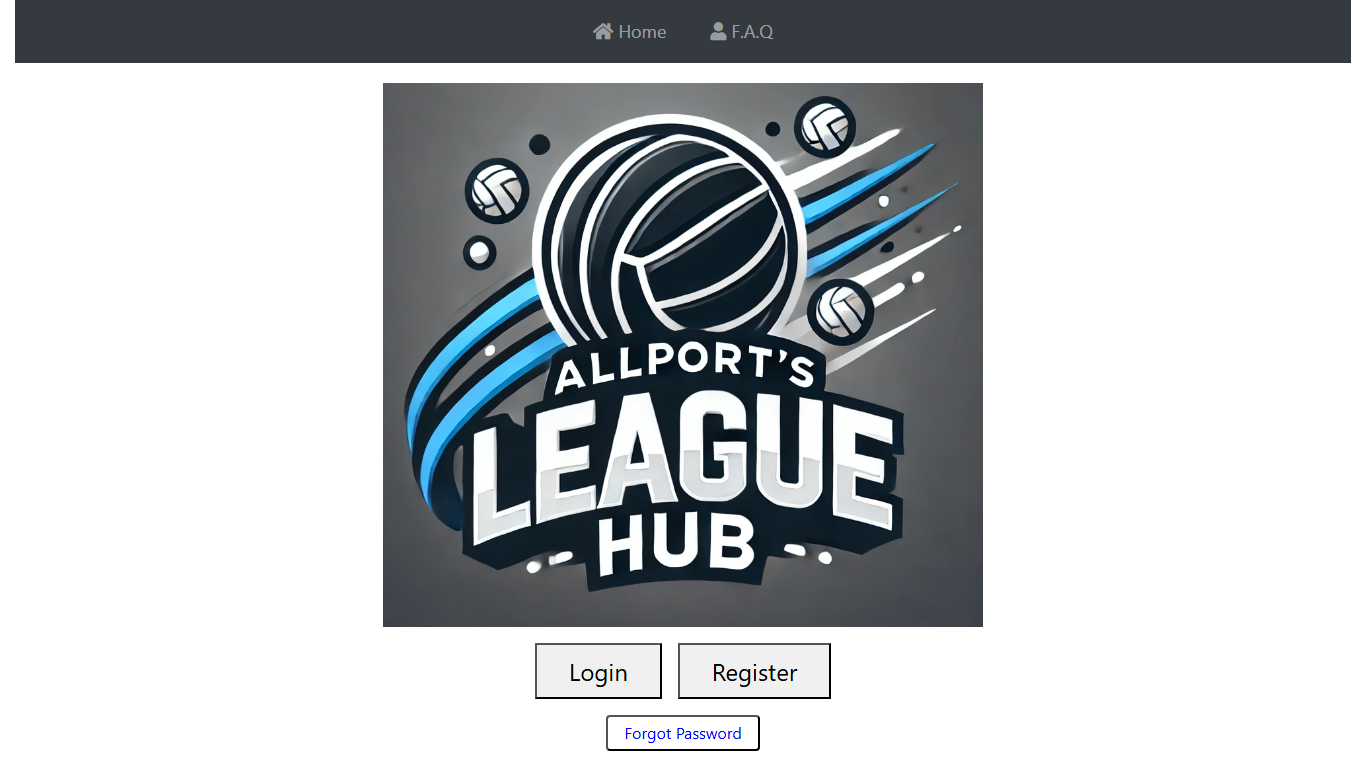 Home F.A.Q
ALLPORT'S
LEAGUE
HUB
Login Register
Forgot Password